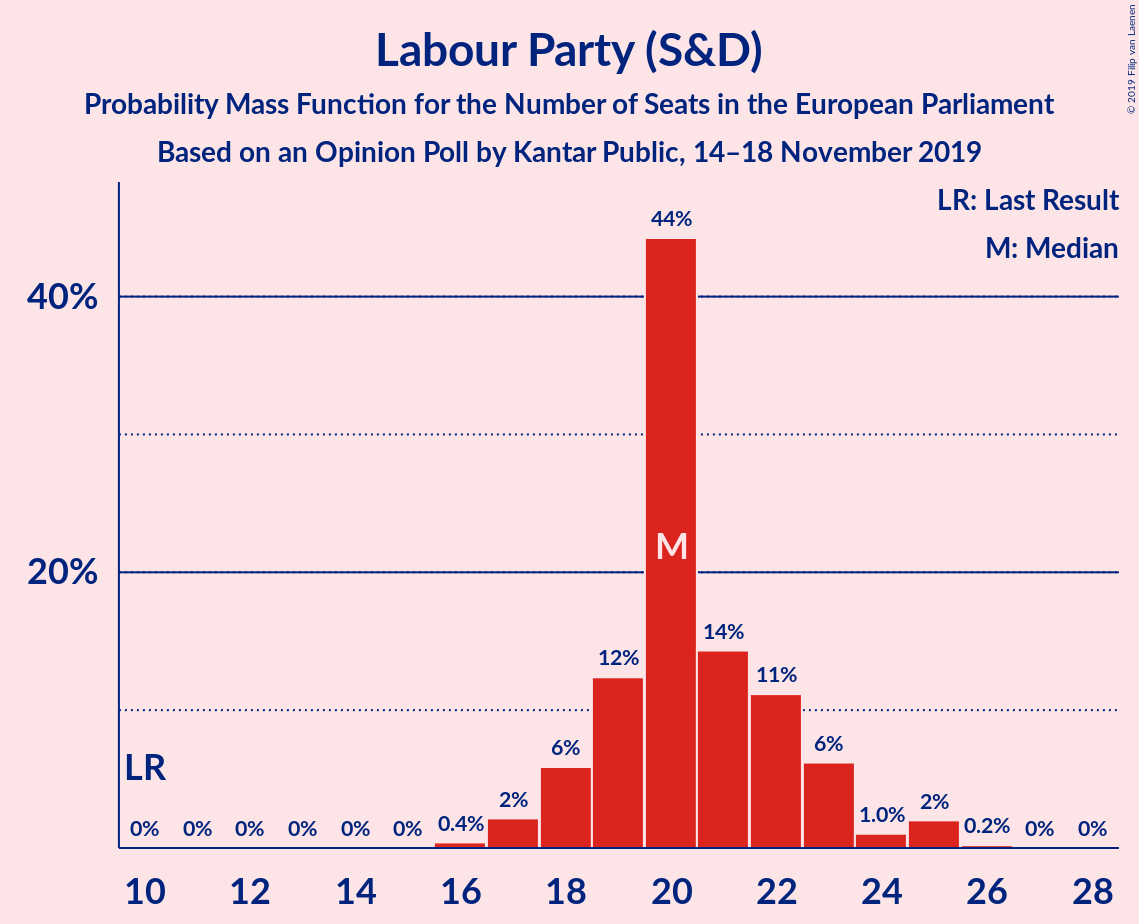 Labour Party (S&D)
Probability Mass Function for the Number of Seats in the European Parliament
Based on an Opinion Poll by Kantar Public, 14–18 November 2019
© 2019 Filip van Laenen
LR: Last Result
M: Median
40%
20%
LR
0%
0%
0%
0%
0%
0%
0.4%
2%
6%
12%
44%
M
14%
11%
6%
1.0%
2%
0.2%
0%
0%
10 12 14 16 18 20 22 24 26 28